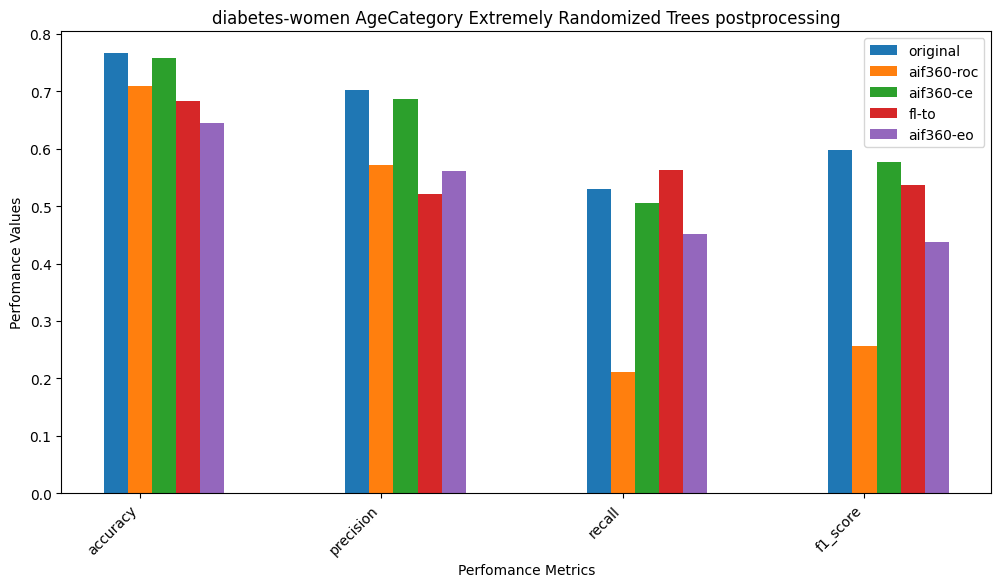 diabetes-women AgeCategory Extremely Randomized Trees postprocessing
original
aif360-roc
aif360-ce
fl-to
aif360-eo
Perfomance Values
0.8
0.7
0.6
0.5
0.4
0.3
0.2
0.1
0.0
accuracy
precision
recall
f1_score
Perfomance Metrics